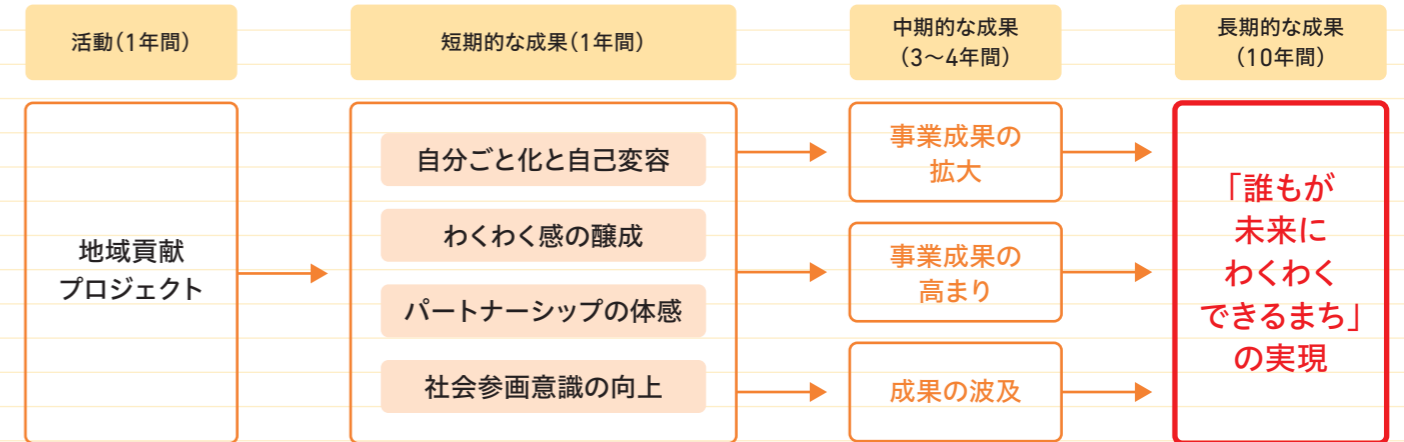 活動(1年間)
短期的な成果(1年間)
中期的な成果
(3〜4年間)
長期的な成果
(10年間)
地域貢献
プロジェクト
自分ごと化と自己変容
わくわく感の醸成
パートナーシップの体感
社会参画意識の向上
事業成果の
拡大
事業成果の
高まり
成果の波及
「誰もが
未来に
わくわく
できるまち」
の実現